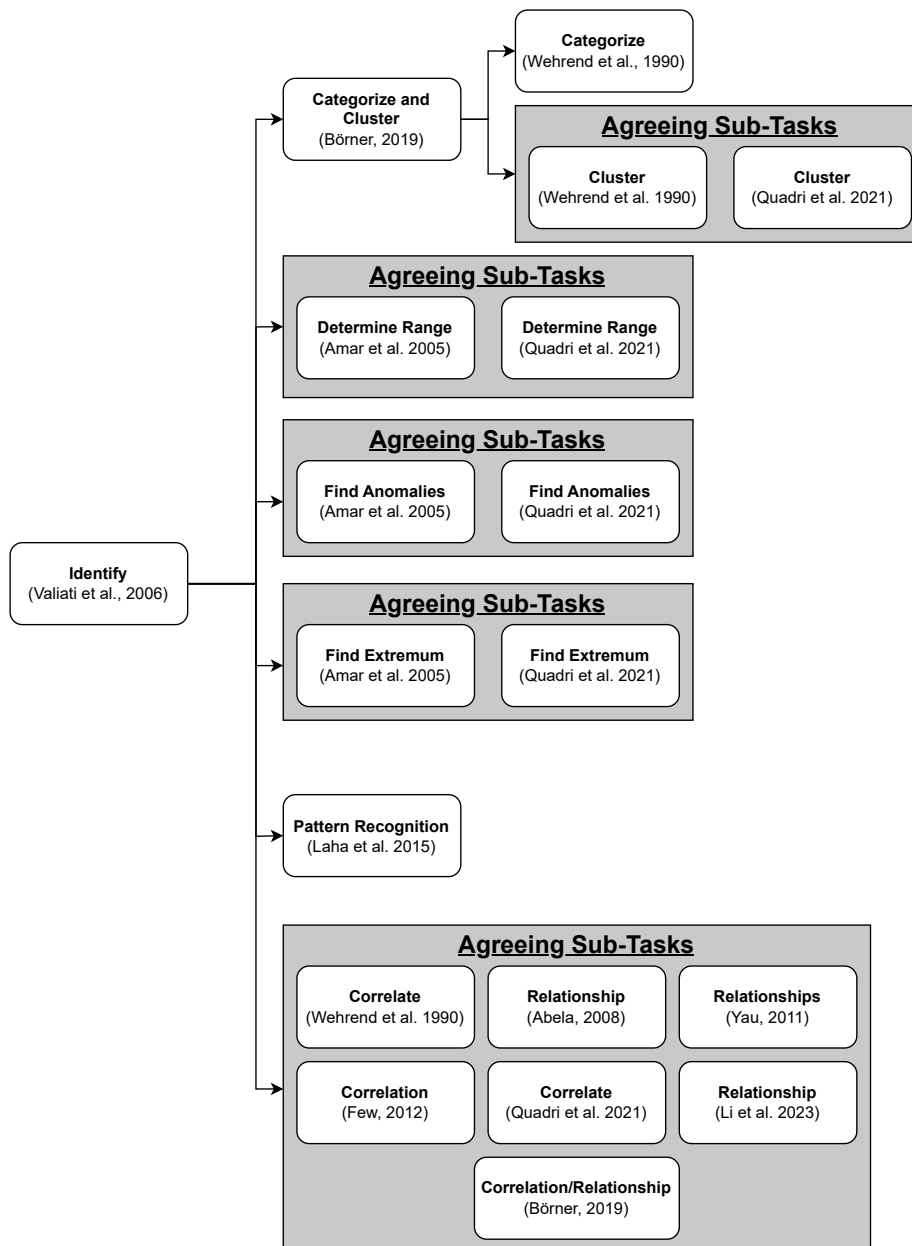 Categorize
(Wehrend et al., 1990)
Categorize and
Cluster
(Börner, 2019)
Agreeing Sub-Tasks
Cluster
(Wehrend et al. 1990)
Cluster
(Quadri et al. 2021)
Agreeing Sub-Tasks
Determine Range
(Amar et al. 2005)
Determine Range
(Quadri et al. 2021)
Agreeing Sub-Tasks
Find Anomalies
(Amar et al. 2005)
Find Anomalies
(Quadri et al. 2021)
Identify
(Valiati et al., 2006)
Agreeing Sub-Tasks
Find Extremum
(Amar et al. 2005)
Find Extremum
(Quadri et al. 2021)
Pattern Recognition
(Laha et al. 2015)
Agreeing Sub-Tasks
Correlate
(Wehrend et al. 1990)
Relationship
(Abela, 2008)
Relationships
(Yau, 2011)
Correlation
(Few, 2012)
Correlate
(Quadri et al. 2021)
Relationship
(Li et al. 2023)
Correlation/Relationship
(Börner, 2019)